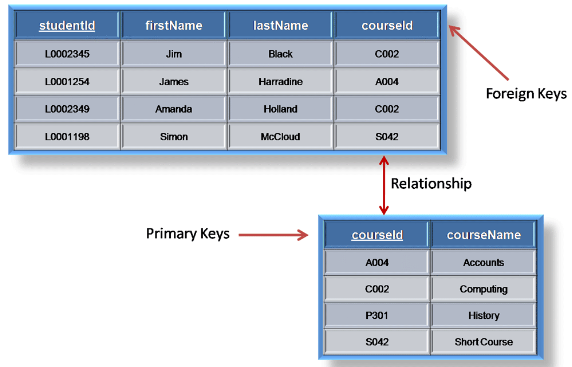 studentId firstName lastName courseId
L0002345 Jim Black C002
L0001254 James Harradine A004
L0002349 Amanda Holland C002
L0001198 Simon McCloud S042
Foreign Keys
Relationship
Primary Keys
courseId courseName
A004 Accounts
C002 Computing
P301 History
S042 Short Course